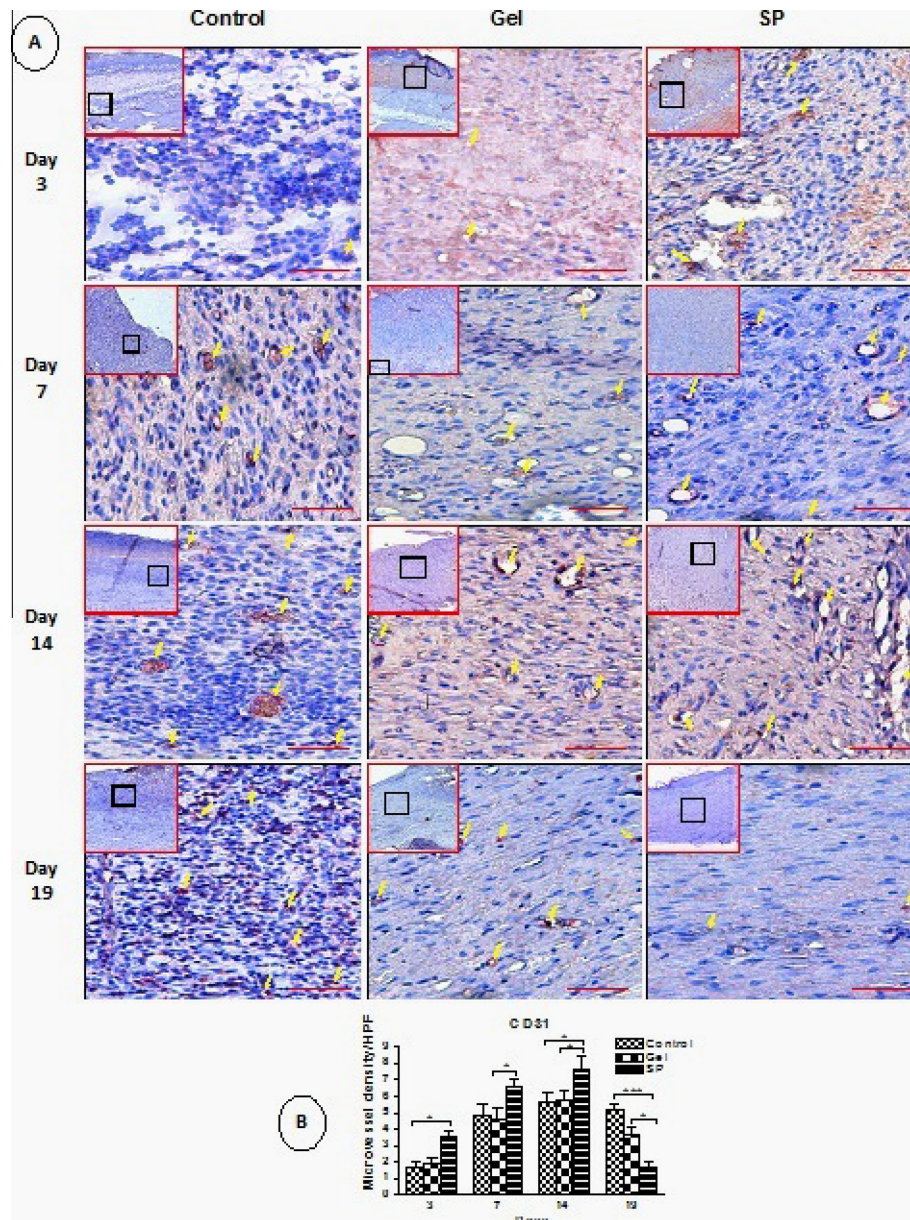 Control Gel SP
A
Day
3
Day
7
Day
14
Day
19
B
CD31
Microvessel density/HPF
9
8
7
6
5
4
3
2
1
0
Control
Gel
SP
*
*
*
*
***
*
3 7 14 19